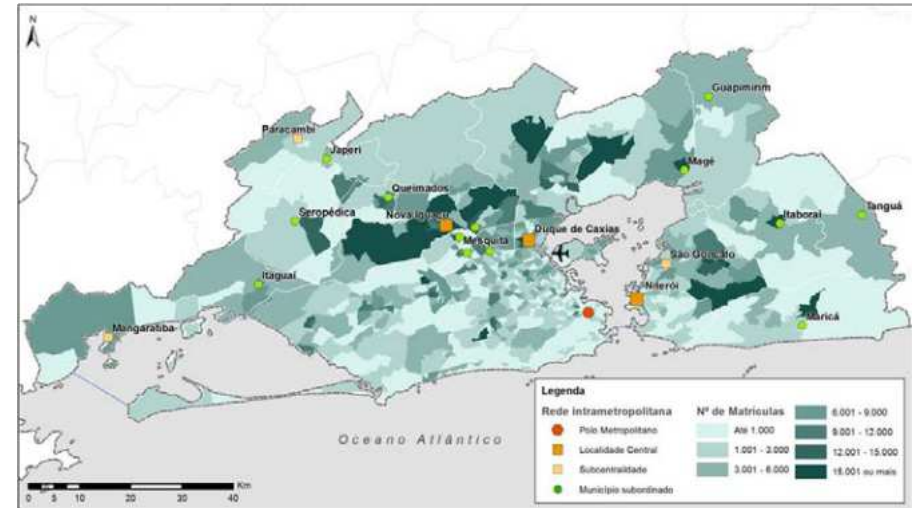 N
Guapimirim
Paracambi
Japeri
Magé
Queimados
Tanguá
Nova Iguaçu
Itaboraí
Seropédica
Duque de Caxias
Mesquita
São Gonçalo
Itaguaí
Niterói
Maricá
Mangaratiba
Oceano Atlântico
Legenda
Rede intrametropolitana
Polo Metropolitano
Localidade Central
Subcentralidade
Município subordinado
Nº de Matrículas
Até 1.000
1.001 - 3.000
3.001 - 6.000
6.001 - 9.000
9.001 - 12.000
12.001 - 15.000
15.001 ou mais
Km
0 5 10 20 30 40